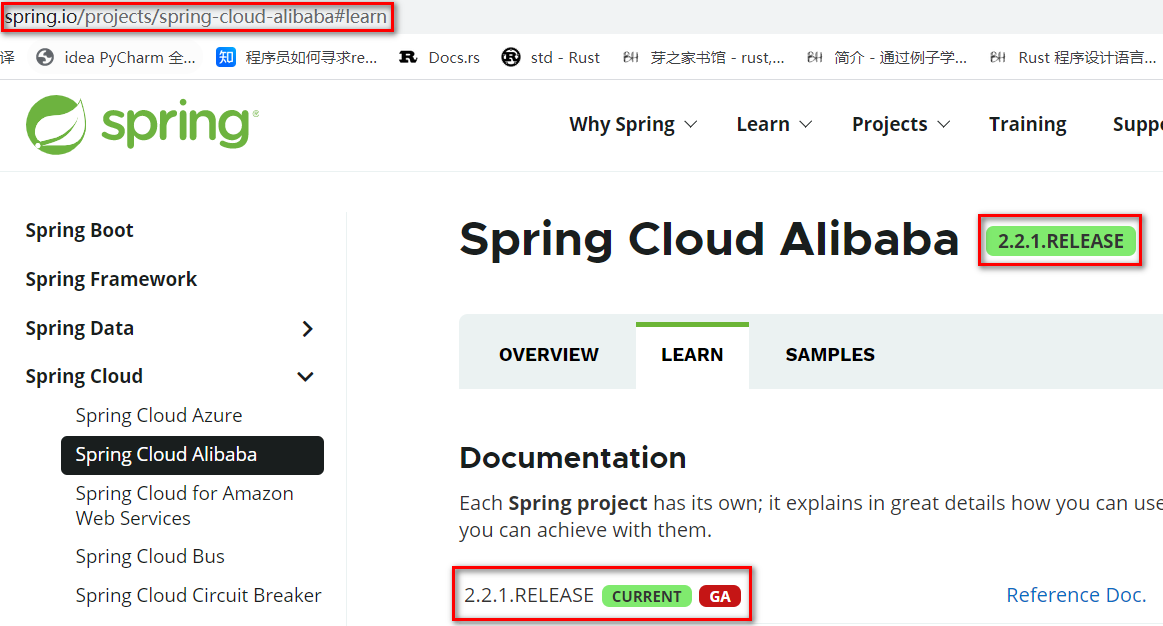 spring.io/projects/spring-cloud-alibaba#learn
译 idea PyCharm 全... 知 程序员如何寻求re... Docs.rs std - Rust 芽之家书馆 - rust,... 简介 - 通过例子学... Rust 程序设计语言...
spring® Why Spring Learn Projects Training Suppo
Spring Boot
Spring Framework
Spring Data
Spring Cloud
Spring Cloud Azure
Spring Cloud Alibaba
Spring Cloud for Amazon
Web Services
Spring Cloud Bus
Spring Cloud Circuit Breaker
Spring Cloud Alibaba 2.2.1.RELEASE
OVERVIEW LEARN SAMPLES
Documentation
Each Spring project has its own; it explains in great details how you can use
you can achieve with them.
2.2.1.RELEASE CURRENT GA Reference Doc.